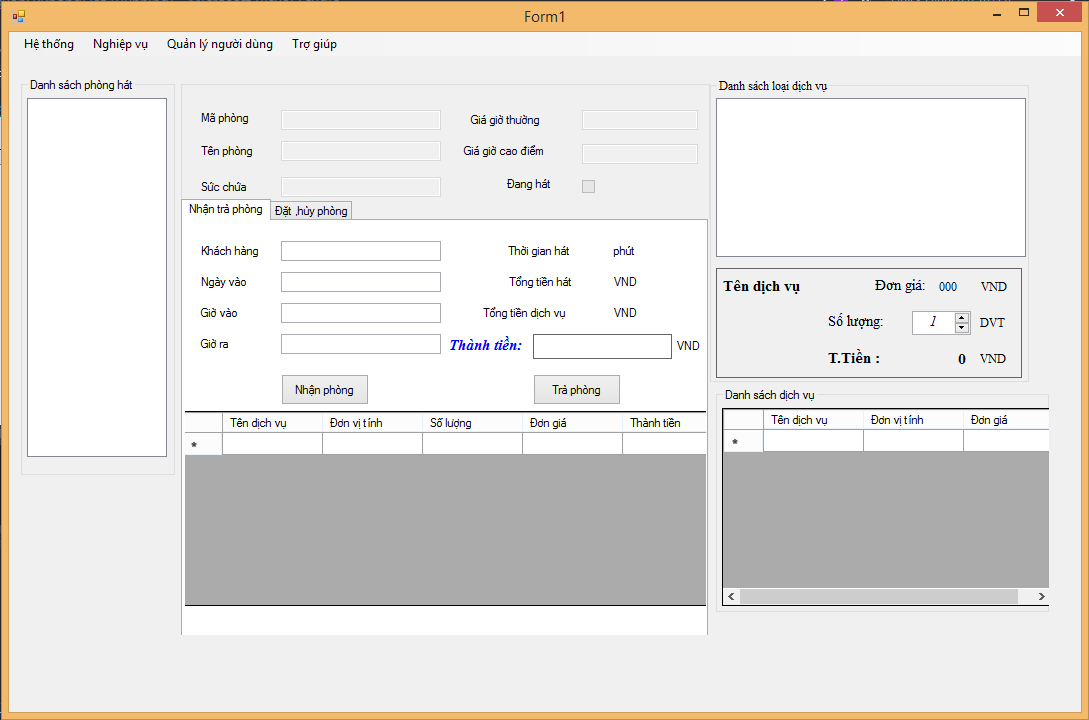 Form1
Hệ thống Nghiệp vụ Quản lý người dùng Trợ giúp
Danh sách phòng hát
Mã phòng
Tên phòng
Sức chứa
Giá giờ thường
Giá giờ cao điểm
Đang hát
Nhận trả phòng Đặt ,hủy phòng
Khách hàng
Ngày vào
Giờ vào
Giờ ra
Thời gian hát phút
Tổng tiền hát VND
Tổng tiền dịch vụ VND
Thành tiền: VND
Nhận phòng Trả phòng
Tên dịch vụ Đơn vị tính Số lượng Đơn giá Thành tiền
*
Danh sách loại dịch vụ
Tên dịch vụ Đơn giá: 000 VND
Số lượng: 1 DVT
T.Tiền : 0 VND
Danh sách dịch vụ
Tên dịch vụ Đơn vị tính Đơn giá
*